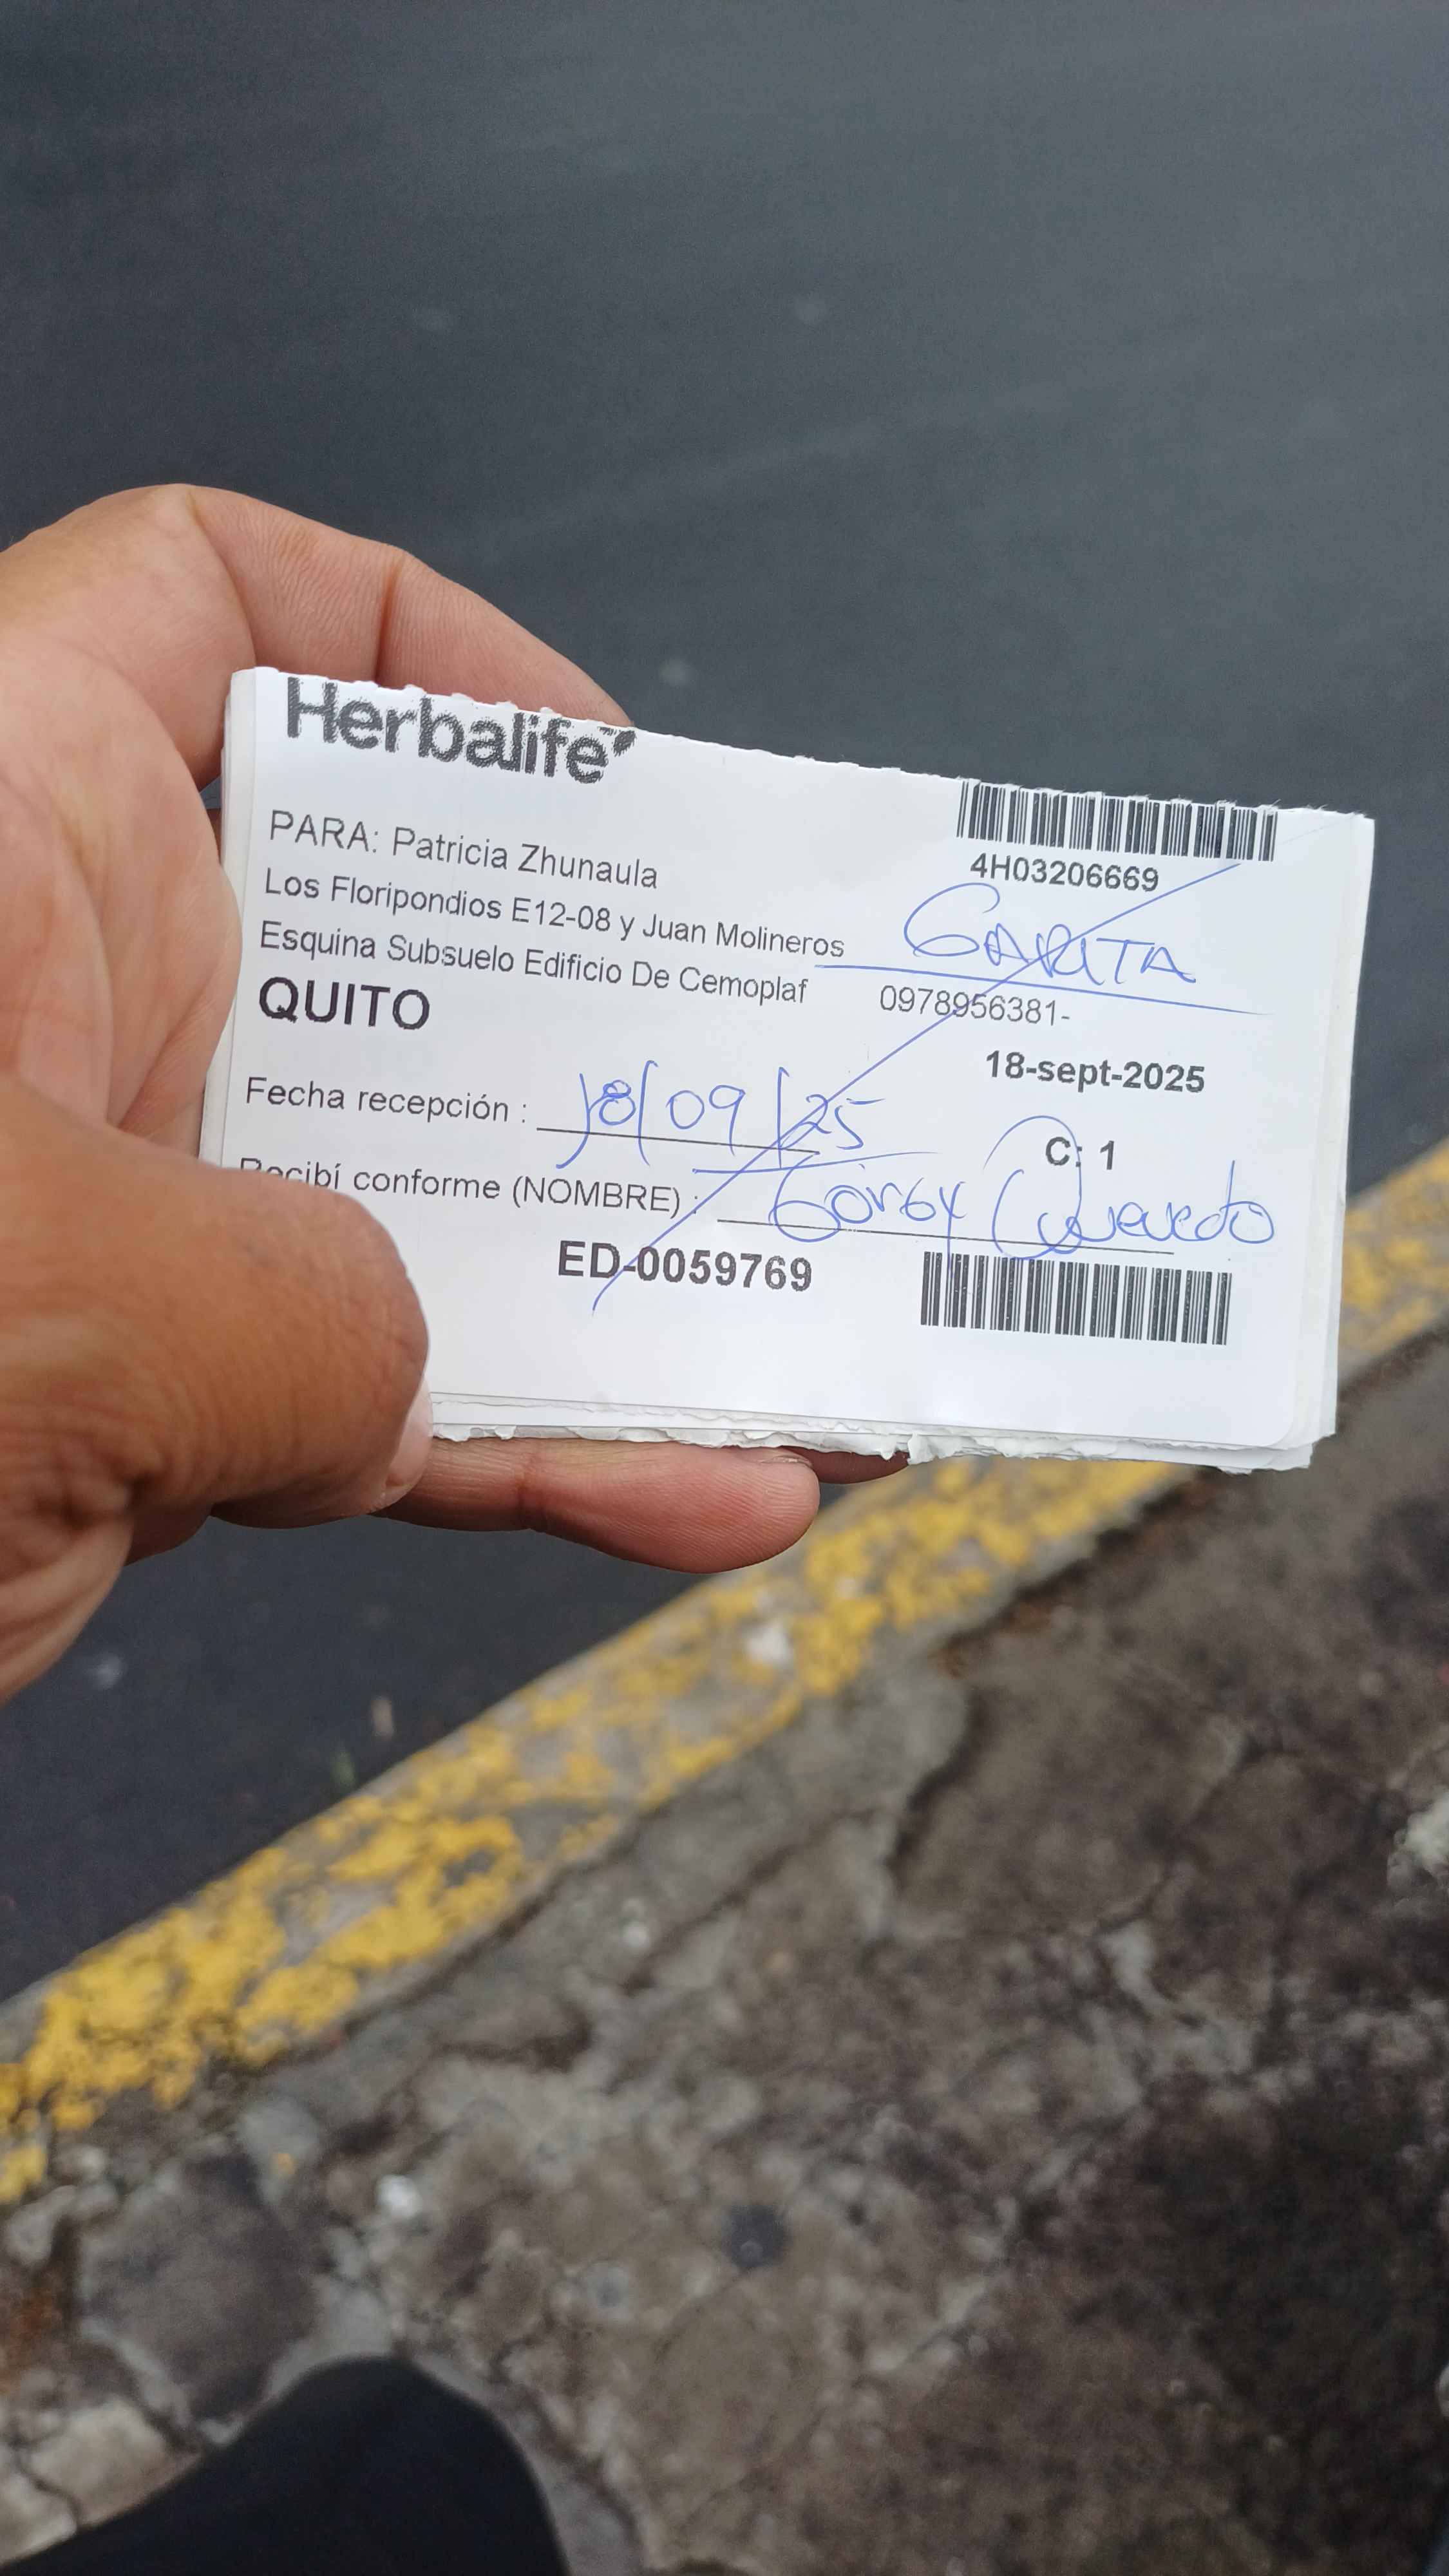 Herbalife
4H03206669
PARA: Patricia Zhunaula
Los Floripondios E12-08 y Juan Molineros
GARITA
Esquina Subsuelo Edificio De Cemoplaf 0978956381-
QUITO
18-sept-2025
Fecha recepción : 18/09/25
C: 1
Recibí conforme (NOMBRE) :
ED-0059769